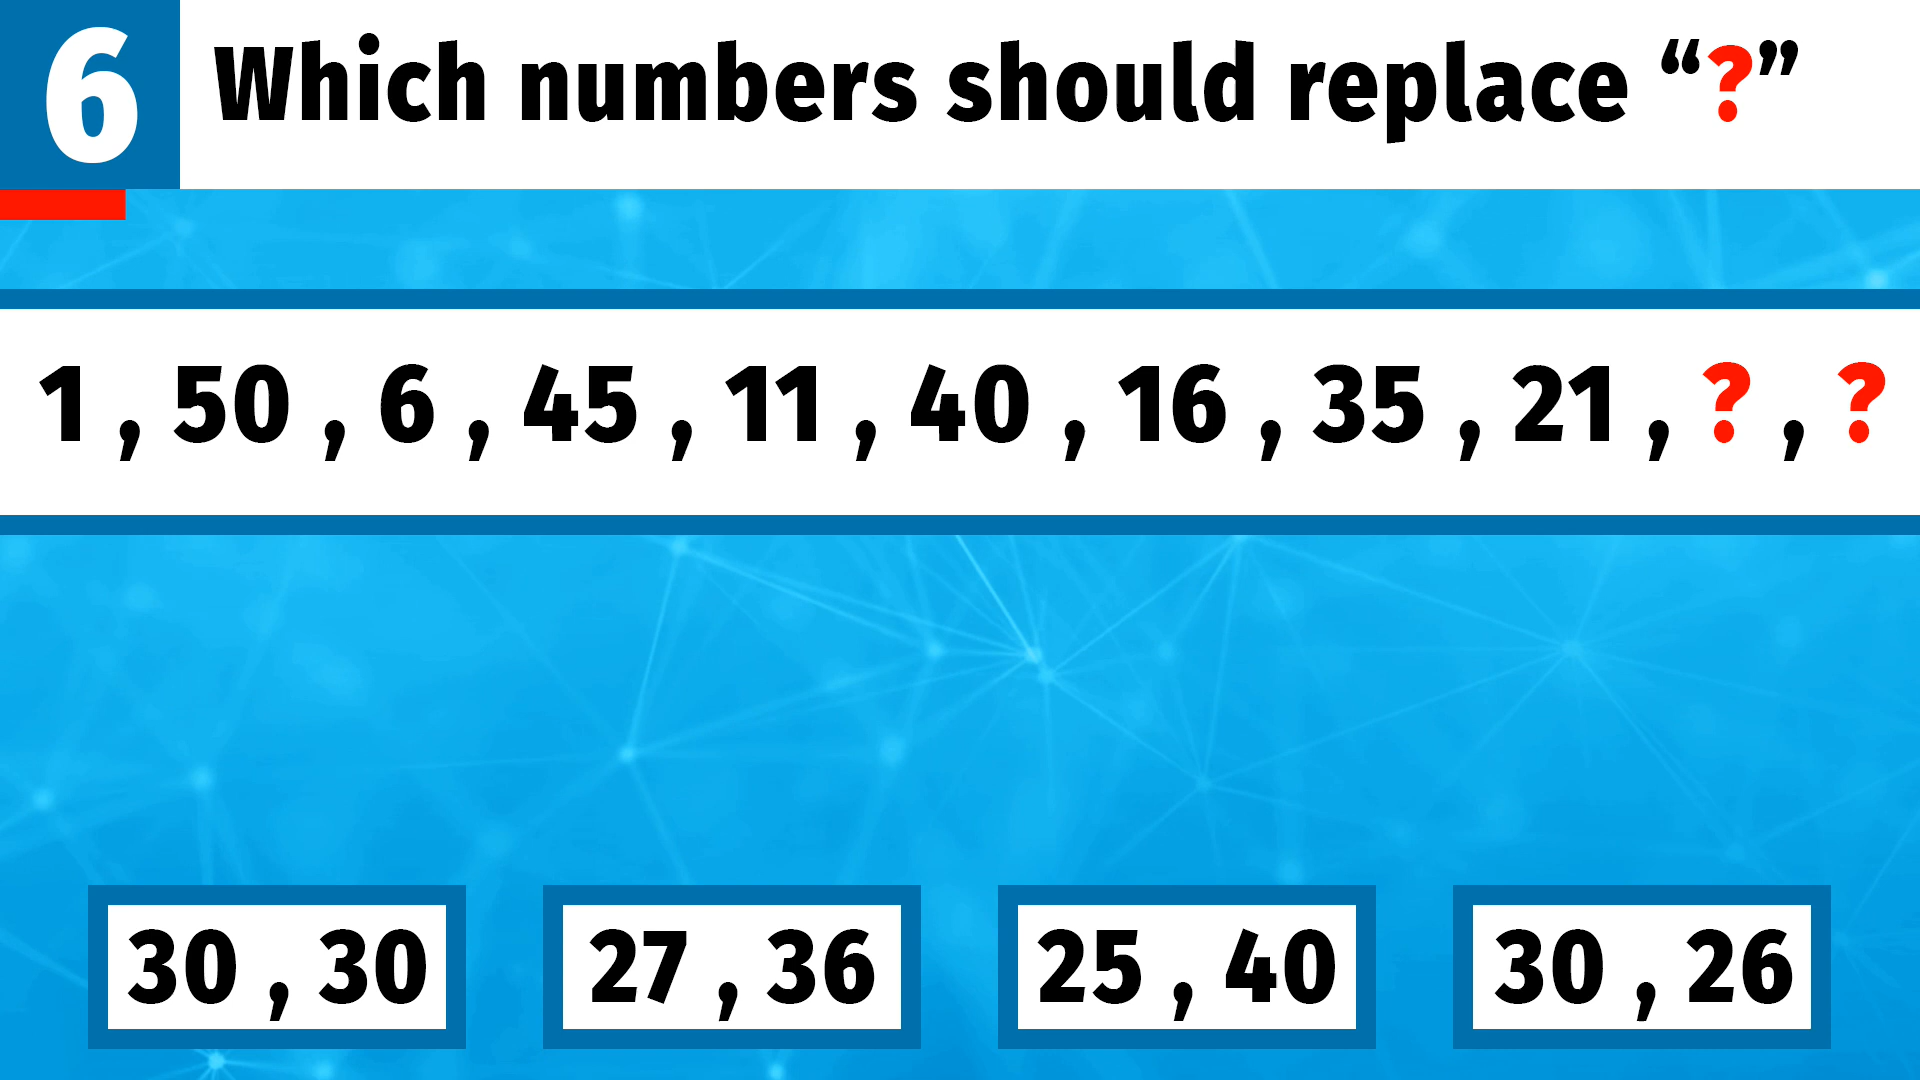 6
Which numbers should replace “?”
1 , 50 , 6 , 45 , 11 , 40 , 16 , 35 , 21 , ? , ?
30 , 30
27 , 36
25 , 40
30 , 26